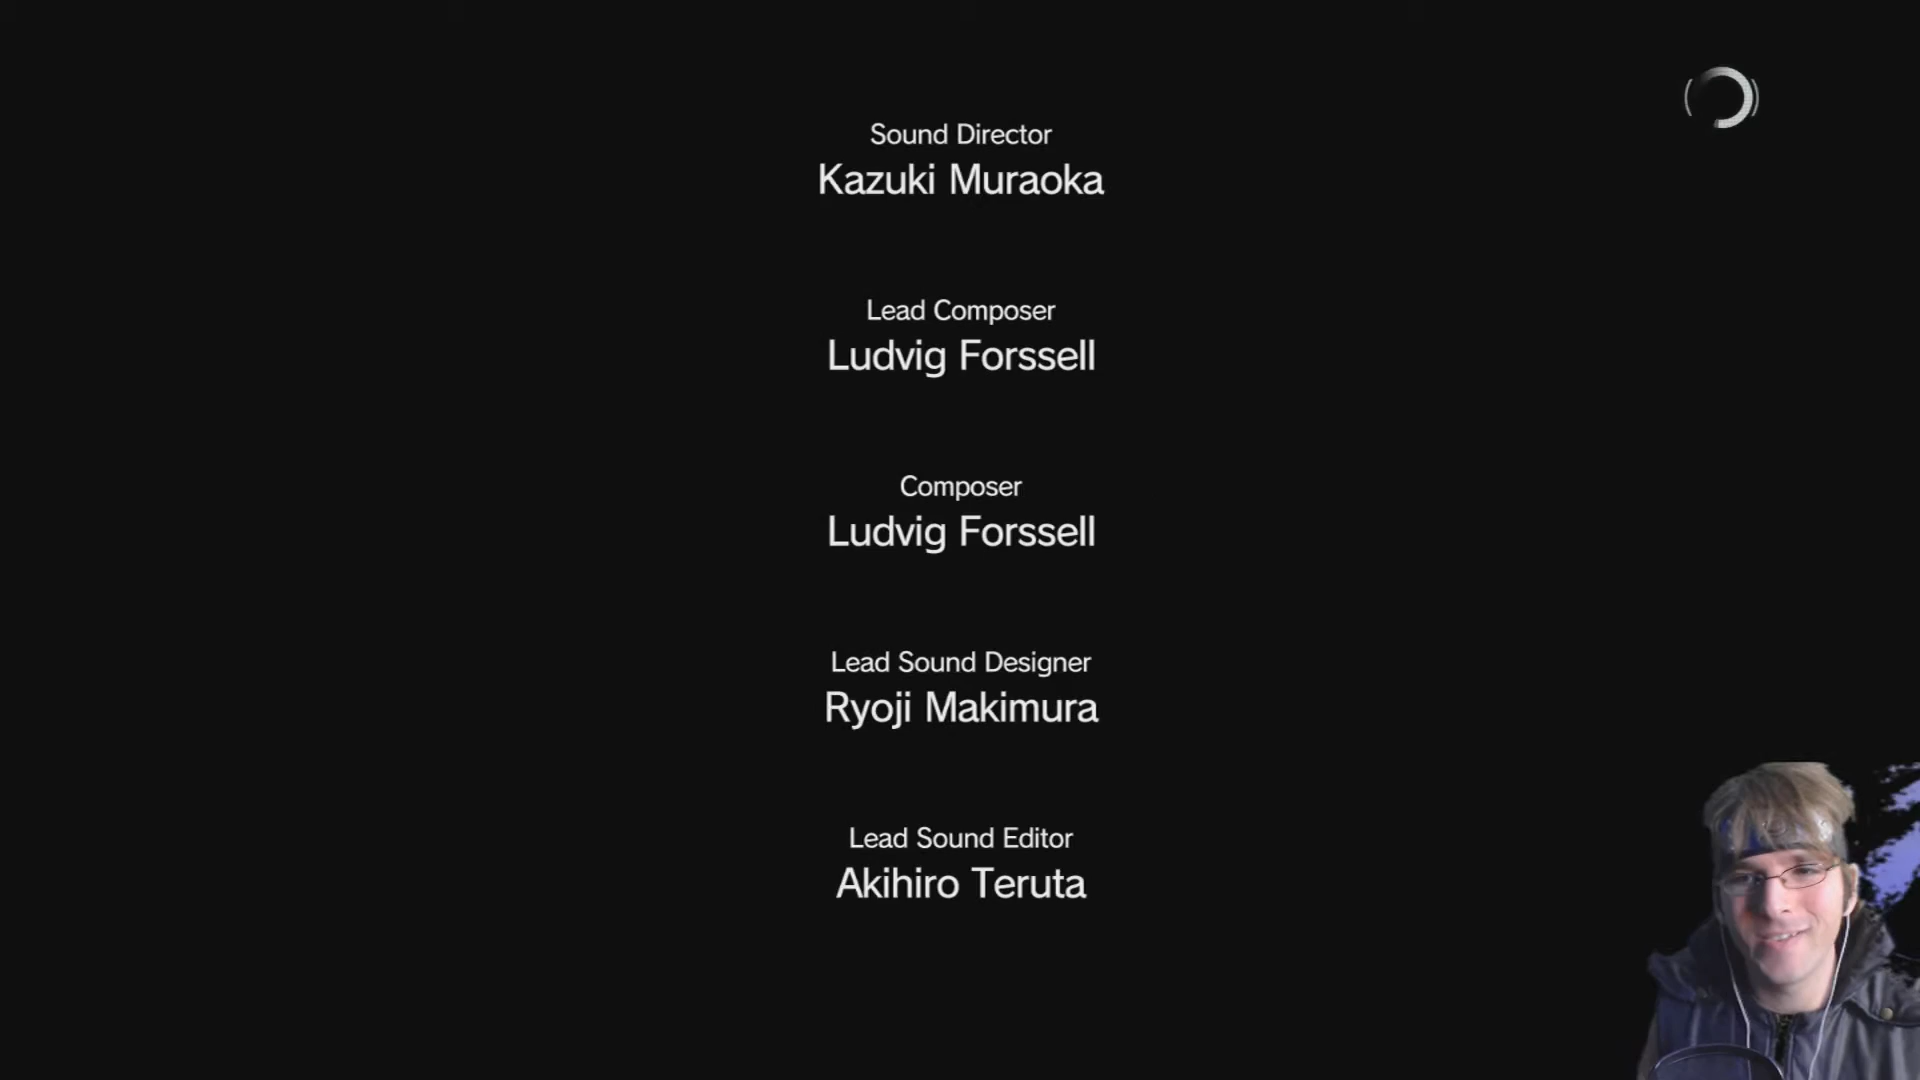 Sound Director
Kazuki Muraoka
Lead Composer
Ludvig Forssell
Composer
Ludvig Forssell
Lead Sound Designer
Ryoji Makimura
Lead Sound Editor
Akihiro Teruta